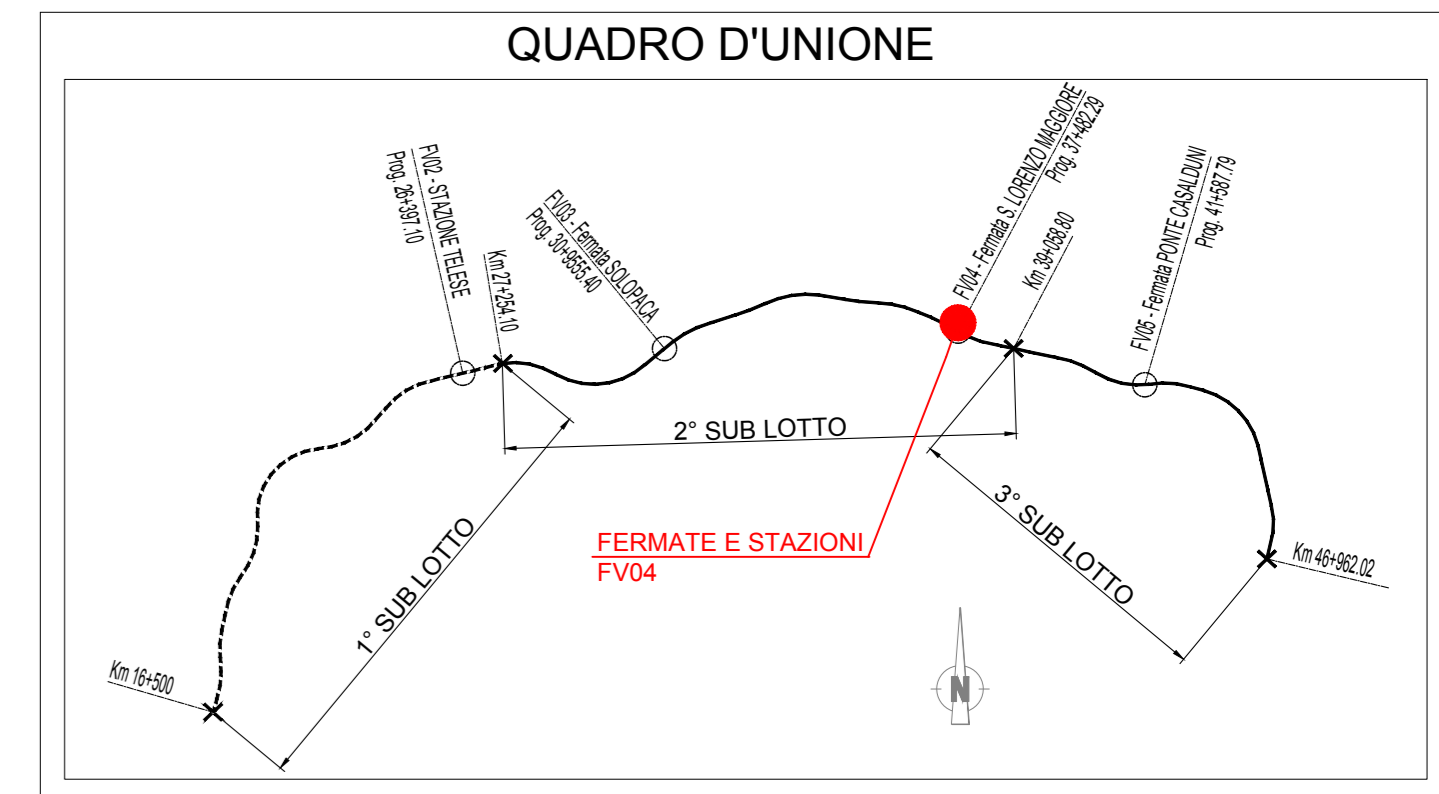 QUADRO D'UNIONE
FV02 - STAZIONE TELESE
Prog. 26+397.10
Km 27+254.10
FV03 - Fermata SOLOPACA
Prog. 30+9555.40
FV04 - Fermata S. LORENZO MAGGIORE
Prog. 37+482.29
Km 39+058.80
FV05 - Fermata PONTE CASALDUNI
Prog. 41+587.79
2° SUB LOTTO
1° SUB LOTTO
3° SUB LOTTO
FERMATE E STAZIONI
FV04
Km 46+962.02
Km 16+500
N